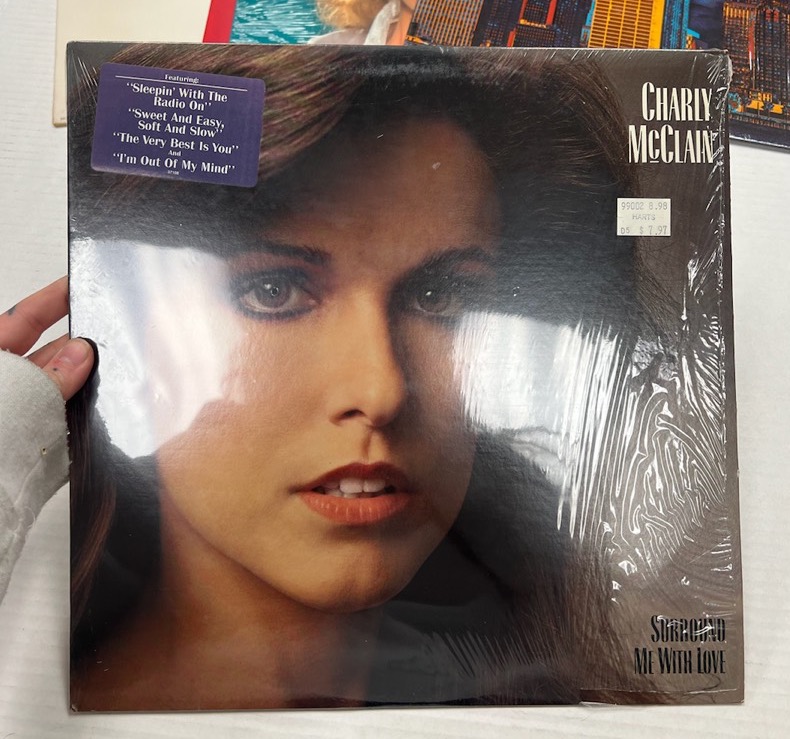 Featuring:
"Sleepin' With The
Radio On"
"Sweet And Easy,
Soft And Slow"
"The Very Best Is You"
And
"I'm Out Of My Mind"
CHARLY
MCCLAIN
99002 8.98
HARTS
$ 7.97
SURROUND
ME WITH LOVE